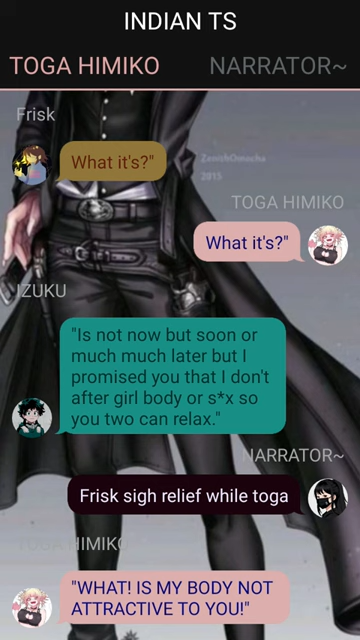 INDIAN TS
TOGA HIMIKO NARRATOR~
Frisk
What it's?"
ZenithOmocha
2015
TOGA HIMIKO
What it's?"
IZUKU
"Is not now but soon or
much much later but I
promised you that I don't
after girl body or s*x so
you two can relax."
NARRATOR~
Frisk sigh relief while toga
TOGA HIMIKO
"WHAT! IS MY BODY NOT
ATTRACTIVE TO YOU!"